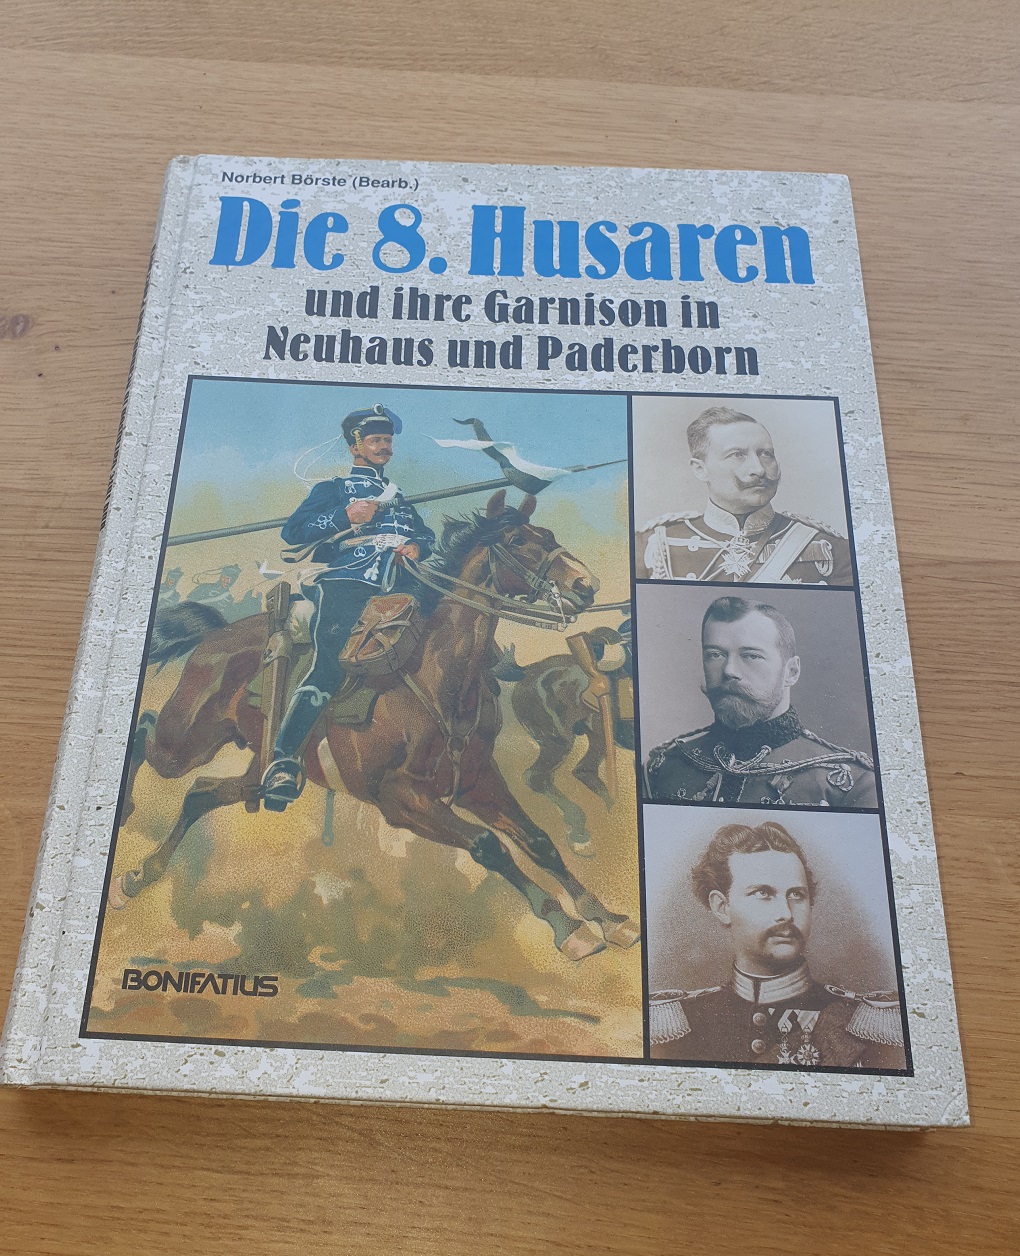 Norbert Börste (Bearb.)
Die 8. Husaren
und ihre Garnison in
Neuhaus und Paderborn
BONIFATIUS